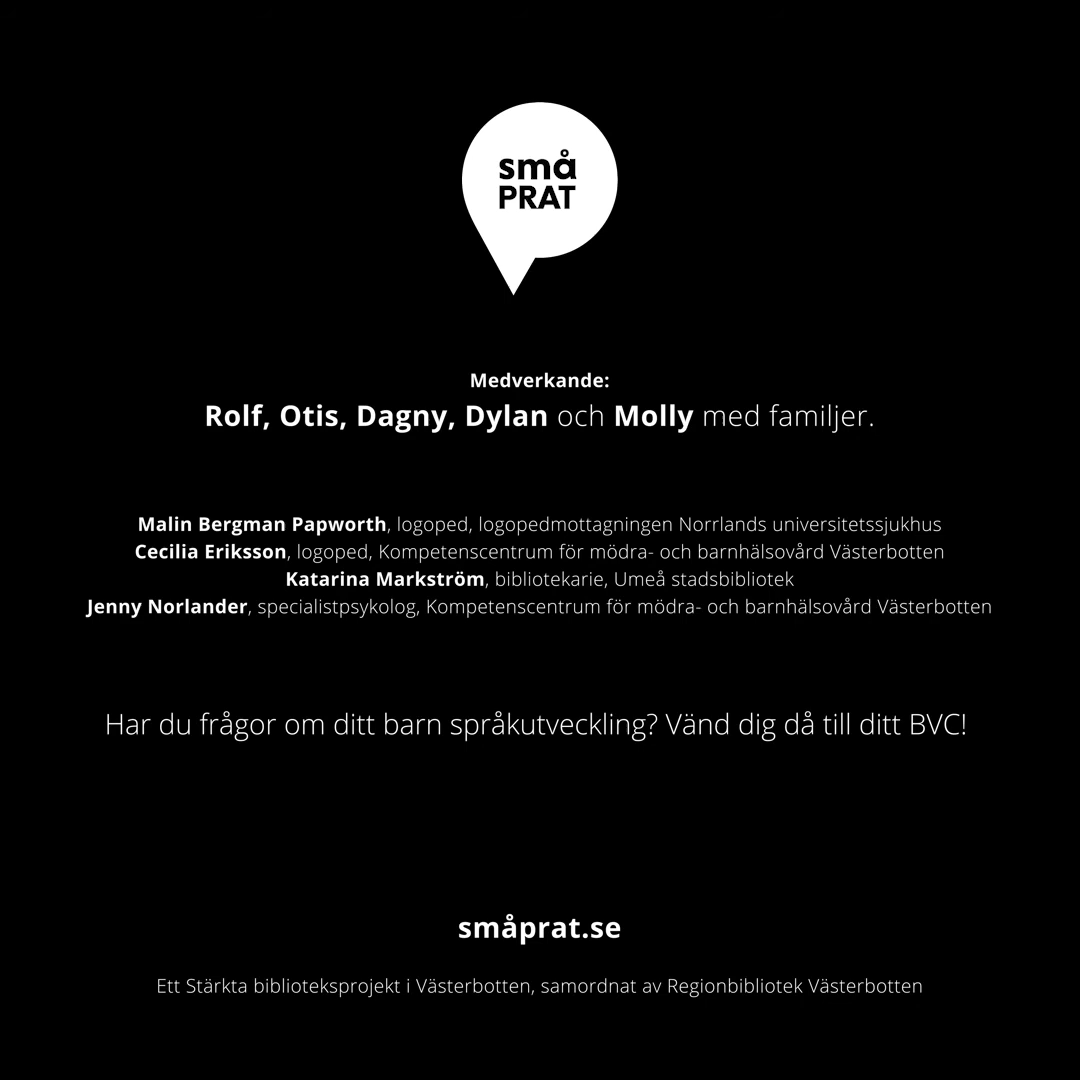 små
PRAT
Medverkande:
Rolf, Otis, Dagny, Dylan och Molly med familjer.
Malin Bergman Papworth, logoped, logopedmottagningen Norrlands universitetssjukhus
Cecilia Eriksson, logoped, Kompetenscentrum för mödra- och barnhälsovård Västerbotten
Katarina Markström, bibliotekarie, Umeå stadsbibliotek
Jenny Norlander, specialistpsykolog, Kompetenscentrum för mödra- och barnhälsovård Västerbotten
Har du frågor om ditt barn språkutveckling? Vänd dig då till ditt BVC!
småprat.se
Ett Stärkta biblioteksprojekt i Västerbotten, samordnat av Regionbibliotek Västerbotten